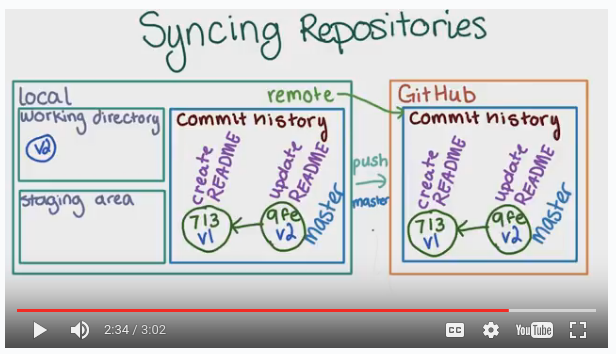 Syncing Repositories
local
remote
GitHub
working directory
v2
staging area
commit history
create README
update README
713
v1
9fe
v2
master
push
master
commit history
create README
update README
713
v1
9fe
v2
master
2:34 / 3:02
CC
YouTube